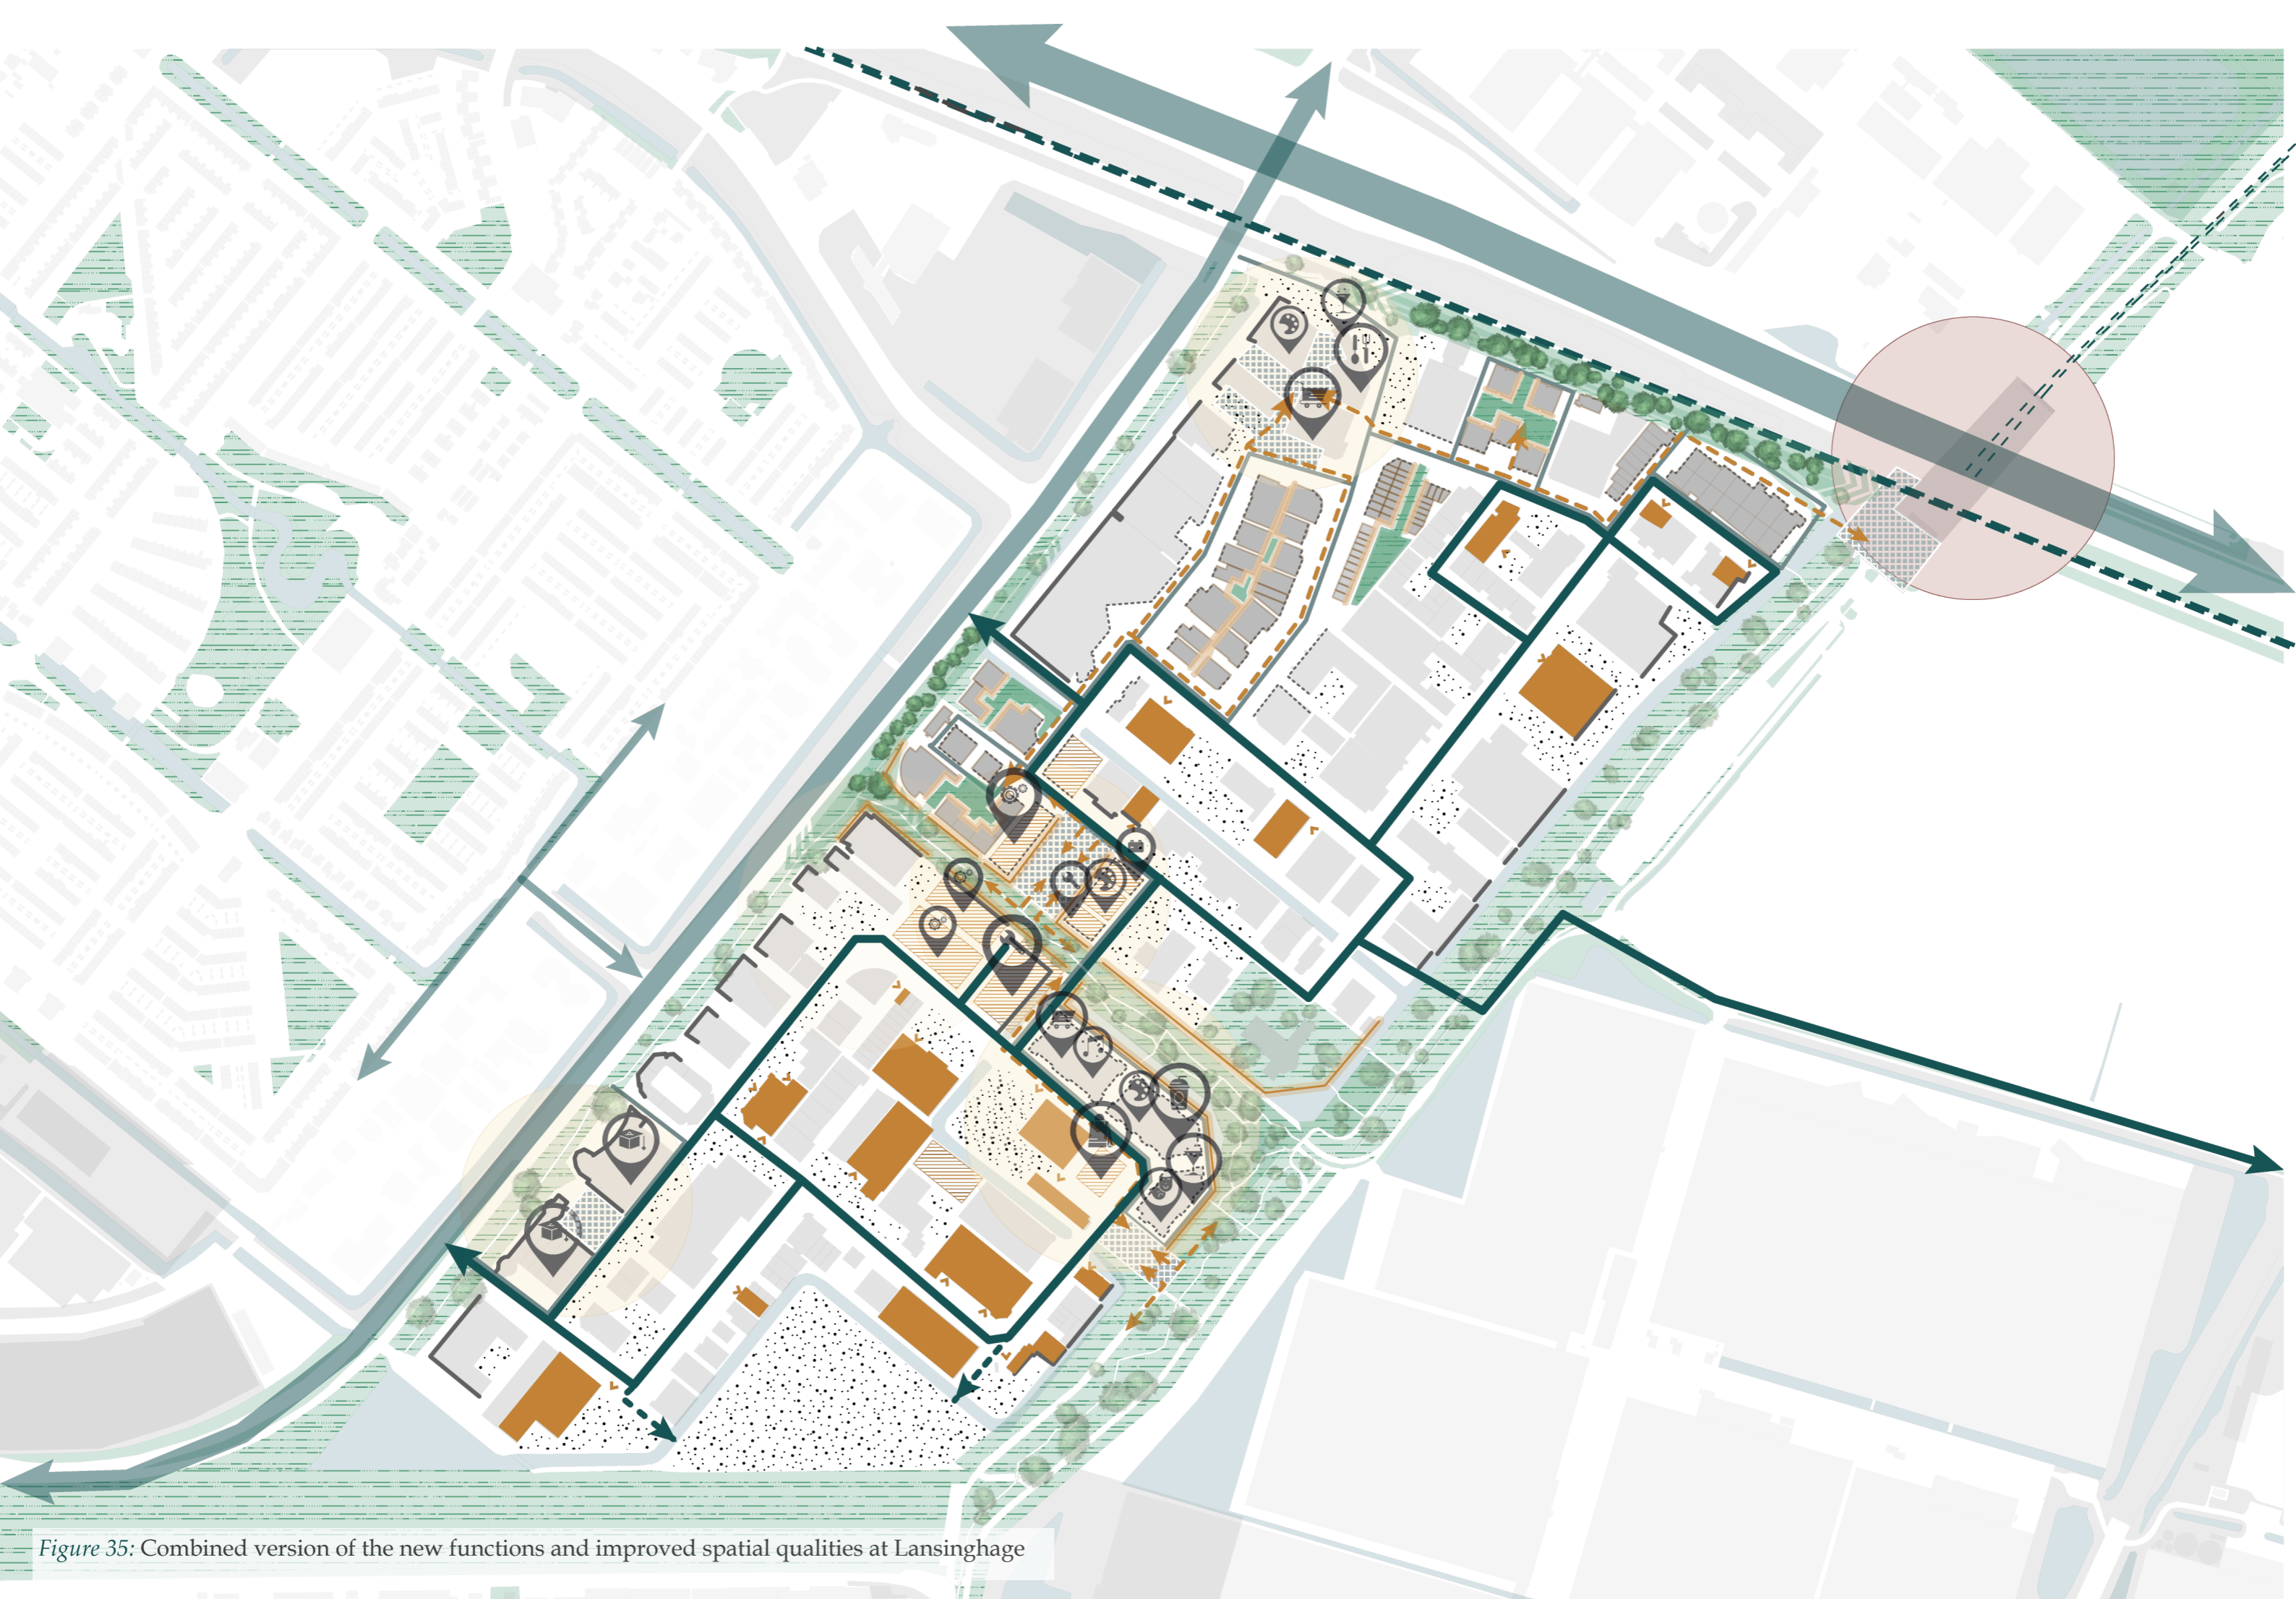 Figure 35: Combined version of the new functions and improved spatial qualities at Lansinghage